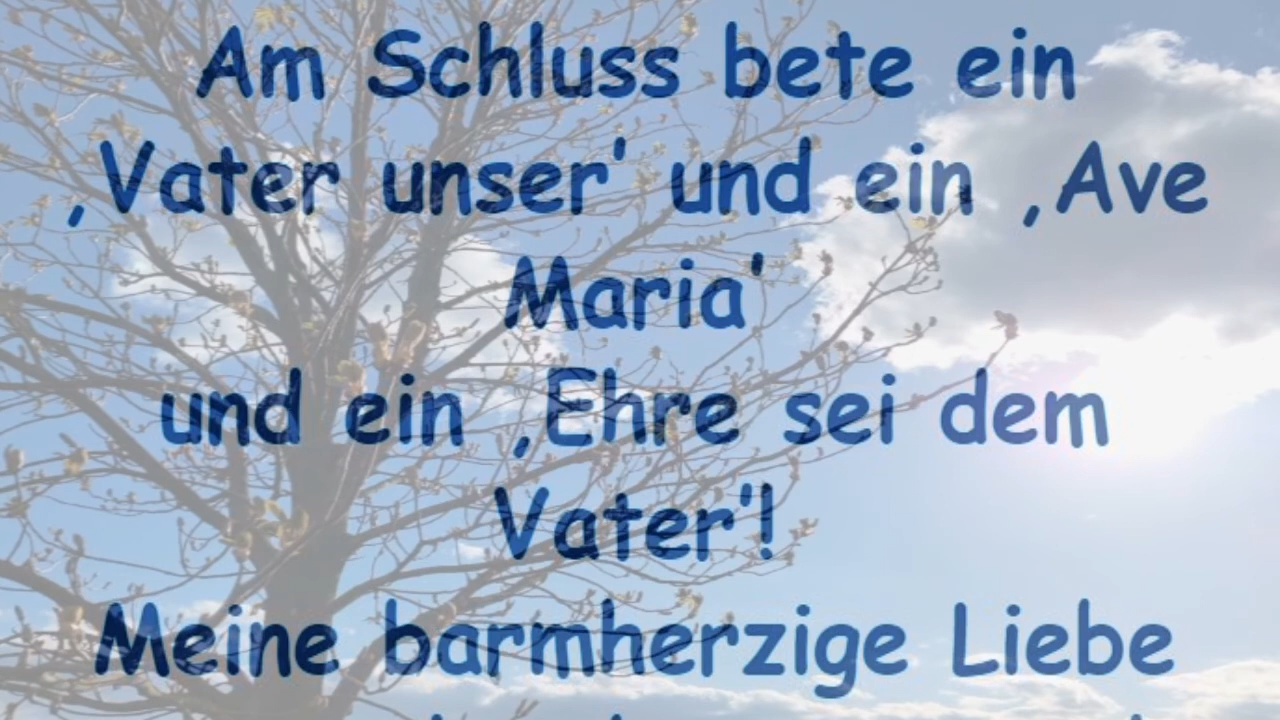 Am Schluss bete ein
‚Vater unser' und ein ‚Ave
Maria'
und ein ‚Ehre sei dem
Vater'!
Meine barmherzige Liebe